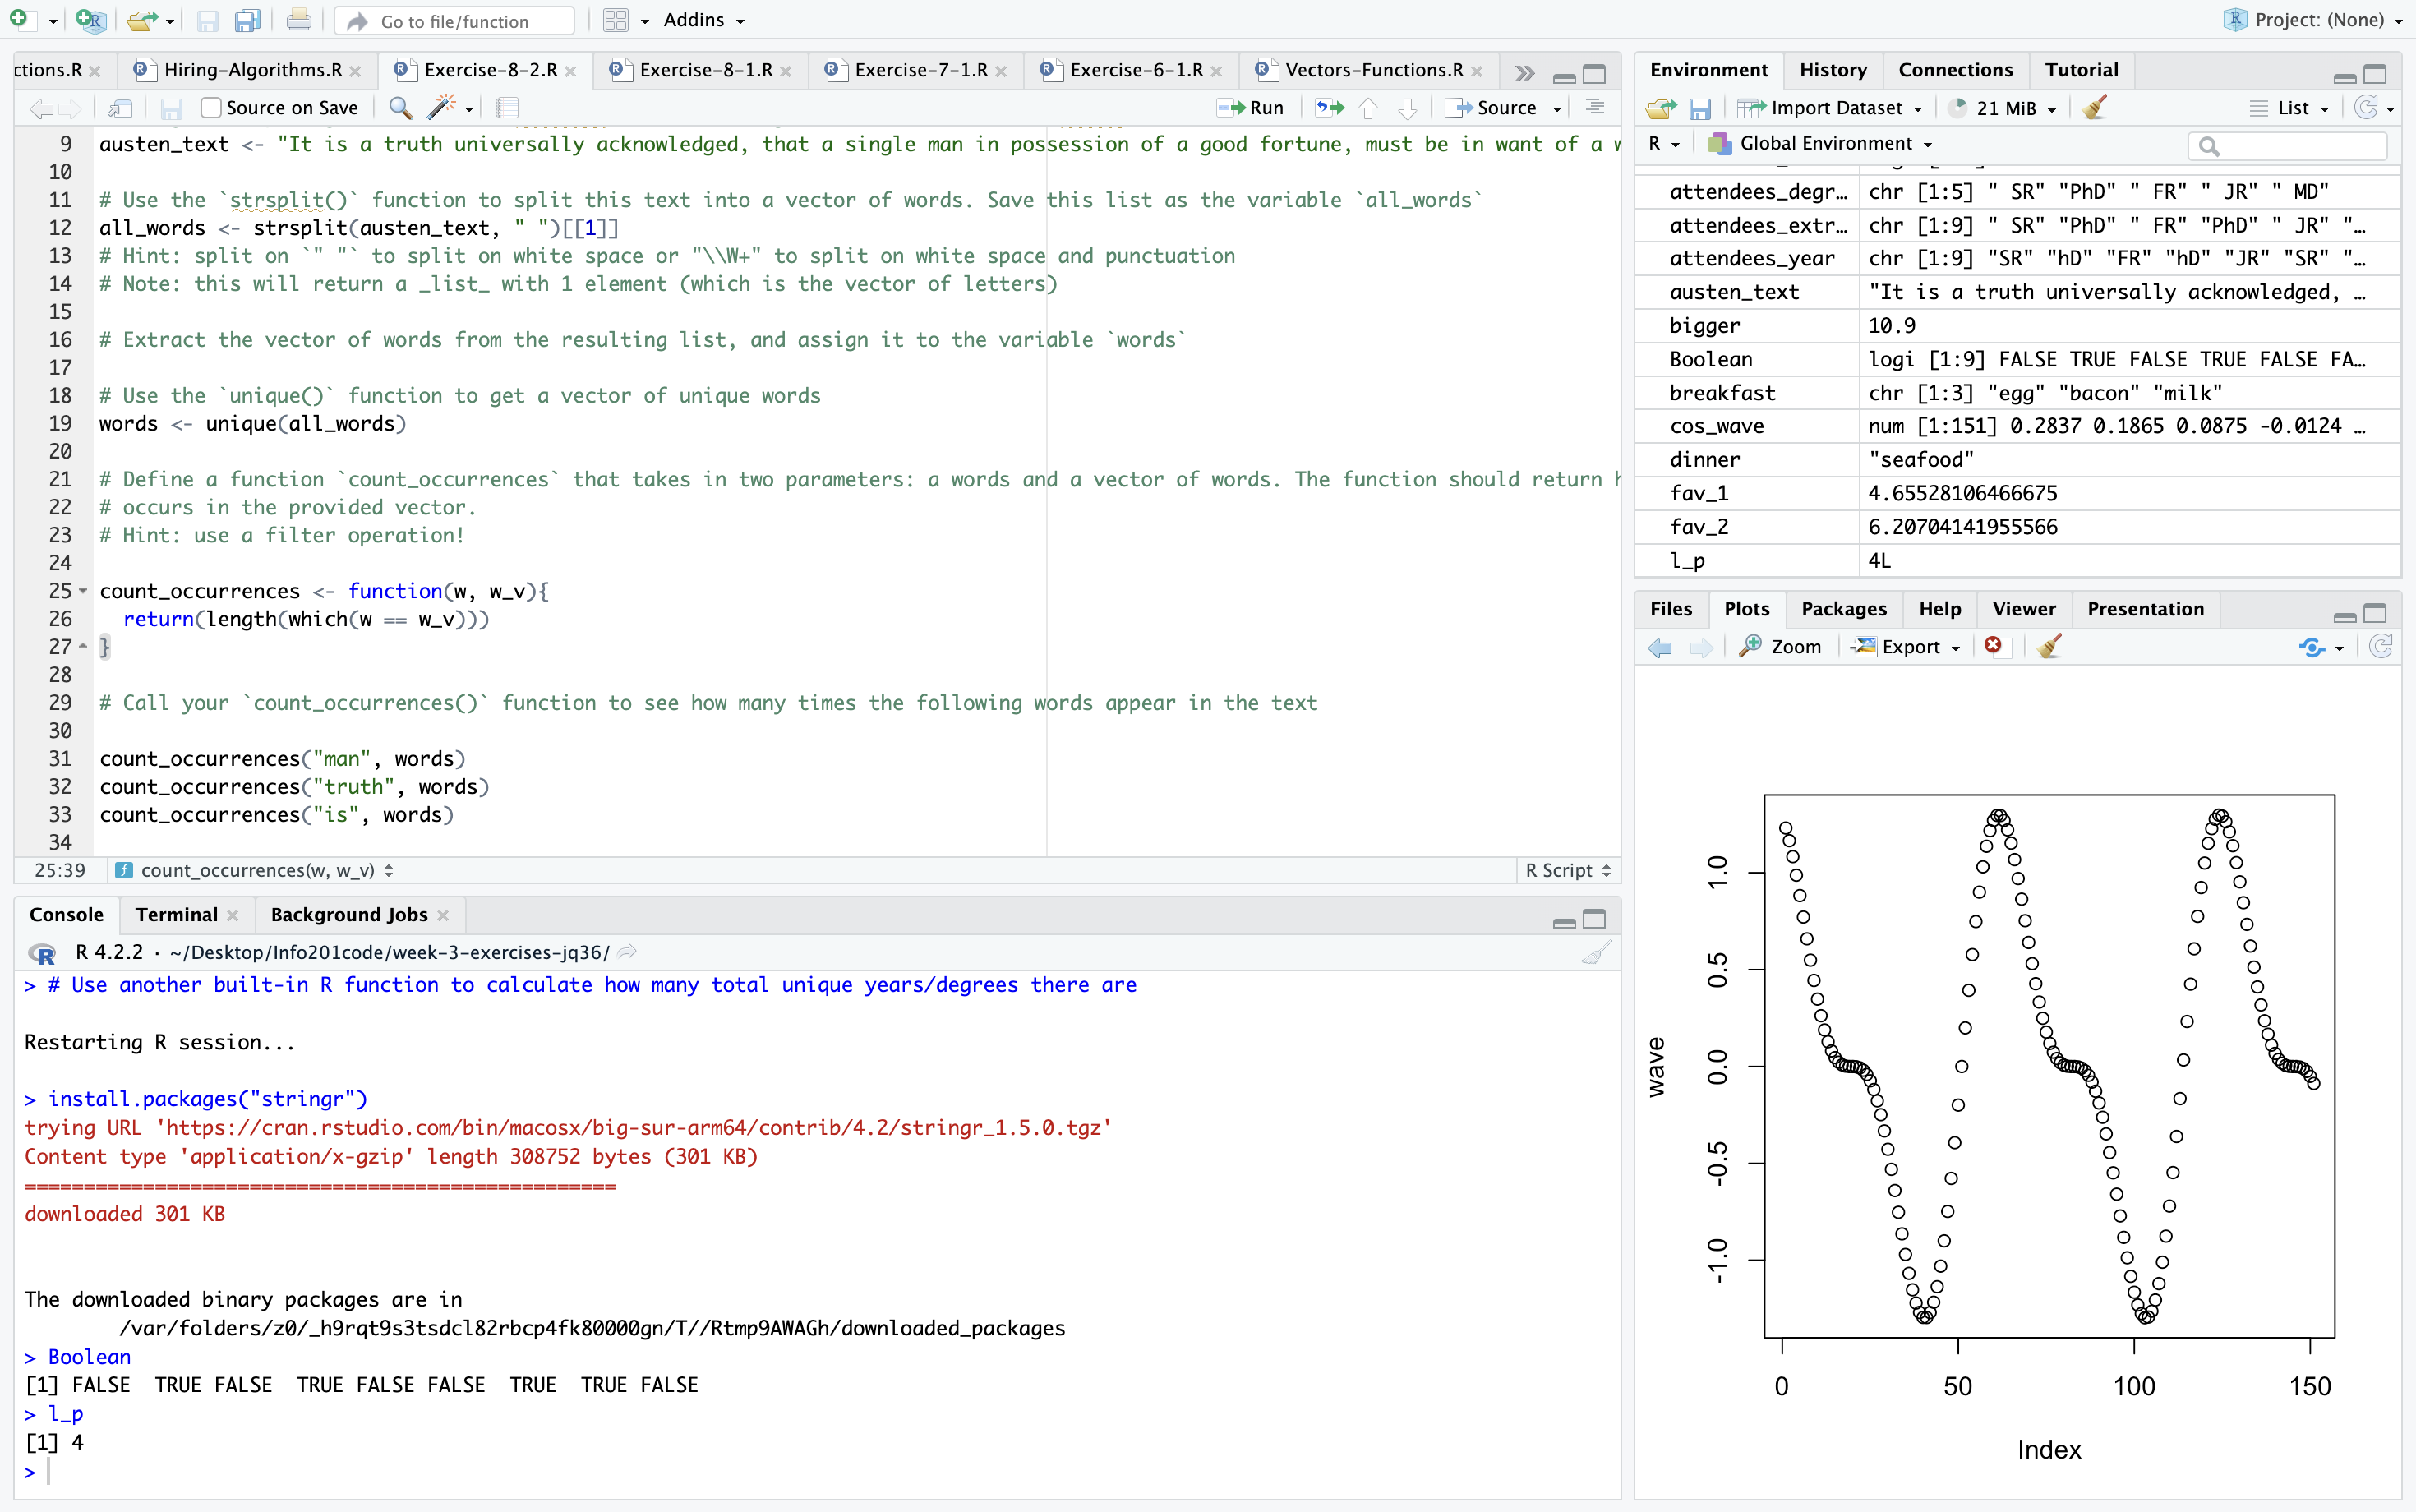 Go to file/function
Addins
Project: (None)
ctions.R
Hiring-Algorithms.R
Exercise-8-2.R
Exercise-8-1.R
Exercise-7-1.R
Exercise-6-1.R
Vectors-Functions.R
Source on Save
Run
Source
9 austen_text <- "It is a truth universally acknowledged, that a single man in possession of a good fortune, must be in want of a w
10
11 # Use the `strsplit()` function to split this text into a vector of words. Save this list as the variable `all_words`
12 all_words <- strsplit(austen_text, " ")[[1]]
13 # Hint: split on `" "` to split on white space or "\\W+" to split on white space and punctuation
14 # Note: this will return a _list_ with 1 element (which is the vector of letters)
15
16 # Extract the vector of words from the resulting list, and assign it to the variable `words`
17
18 # Use the `unique()` function to get a vector of unique words
19 words <- unique(all_words)
20
21 # Define a function `count_occurrences` that takes in two parameters: a words and a vector of words. The function should return h
22 # occurs in the provided vector.
23 # Hint: use a filter operation!
24
25 count_occurrences <- function(w, w_v){
26 return(length(which(w == w_v)))
27 }
28
29 # Call your `count_occurrences()` function to see how many times the following words appear in the text
30
31 count_occurrences("man", words)
32 count_occurrences("truth", words)
33 count_occurrences("is", words)
34
25:39 count_occurrences(w, w_v) R Script
Console Terminal Background Jobs
R 4.2.2 · ~/Desktop/Info201code/week-3-exercises-jq36/
> # Use another built-in R function to calculate how many total unique years/degrees there are
Restarting R session...
> install.packages("stringr")
trying URL 'https://cran.rstudio.com/bin/macosx/big-sur-arm64/contrib/4.2/stringr_1.5.0.tgz'
Content type 'application/x-gzip' length 308752 bytes (301 KB)
==================================================
downloaded 301 KB
The downloaded binary packages are in
/var/folders/z0/_h9rqt9s3tsdcl82rbcp4fk80000gn/T//Rtmp9AWAGh/downloaded_packages
> Boolean
[1] FALSE  TRUE FALSE  TRUE FALSE FALSE  TRUE  TRUE FALSE
> l_p
[1] 4
>
Environment History Connections Tutorial
Import Dataset 21 MiB List
R Global Environment
attendees_degr… chr [1:5] " SR" "PhD" " FR" " JR" " MD"
attendees_extr… chr [1:9] " SR" "PhD" " FR" "PhD" " JR" "…
attendees_year chr [1:9] "SR" "hD" "FR" "hD" "JR" "SR" "…
austen_text "It is a truth universally acknowledged, …
bigger 10.9
Boolean logi [1:9] FALSE TRUE FALSE TRUE FALSE FA…
breakfast chr [1:3] "egg" "bacon" "milk"
cos_wave num [1:151] 0.2837 0.1865 0.0875 -0.0124 …
dinner "seafood"
fav_1 4.65528106466675
fav_2 6.20704141955566
l_p 4L
Files Plots Packages Help Viewer Presentation
Zoom Export
wave
1.0
0.5
0.0
-0.5
-1.0
0 50 100 150
Index